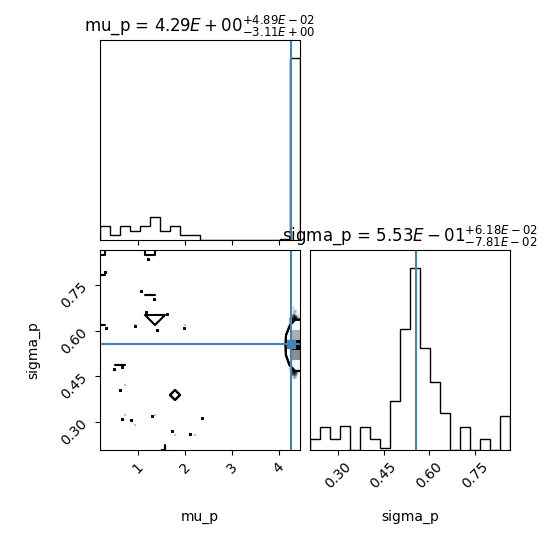 mu_p = 4.29E + 00+4.89E − 02 −3.11E + 00
sigma_p = 5.53E − 01+6.18E − 02 −7.81E − 02
sigma_p
0.75
0.60
0.45
0.30
1
2
3
4
mu_p
0.30
0.45
0.60
0.75
sigma_p